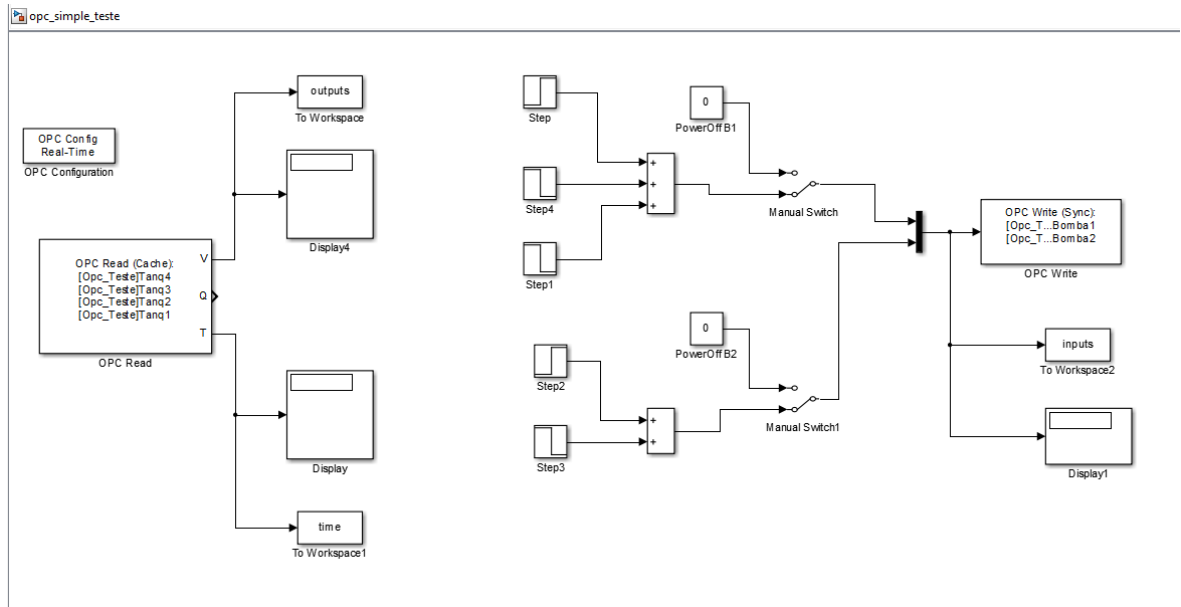 opc_simple_teste
OPC Config
Real-Time
OPC Configuration
outputs
To Workspace
Display4
OPC Read (Cache):
[Opc_Teste]Tanq4
[Opc_Teste]Tanq3
[Opc_Teste]Tanq2
[Opc_Teste]Tanq1
V
Q
T
OPC Read
Display
time
To Workspace1
Step
Step4
Step1
+
+
+
0
PowerOff B1
Manual Switch
Step2
Step3
+
+
0
PowerOff B2
Manual Switch1
OPC Write (Sync):
[Opc_T...Bomba1
[Opc_T...Bomba2
OPC Write
inputs
To Workspace2
Display1